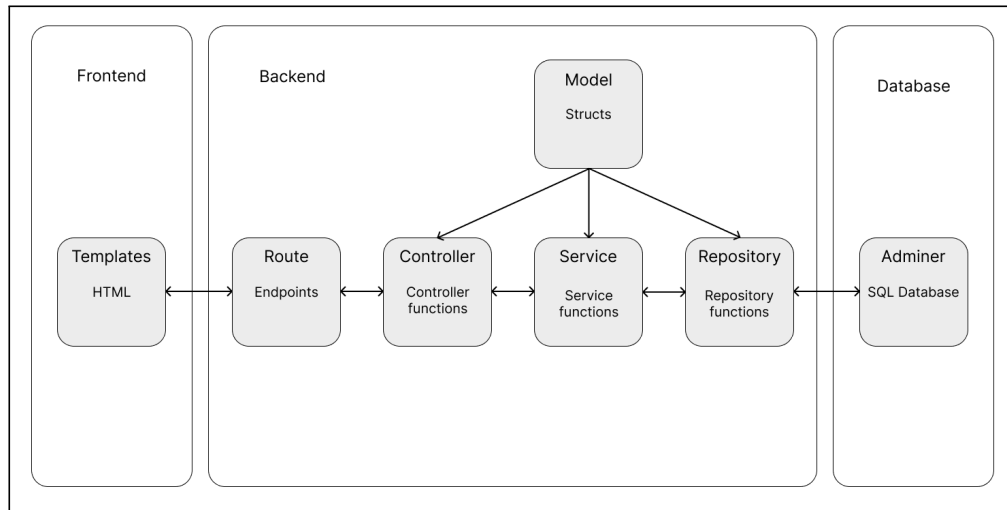 Frontend
Backend
Database
Model
Structs
Templates
HTML
Route
Endpoints
Controller
Controller
functions
Service
Service
functions
Repository
Repository
functions
Adminer
SQL Database